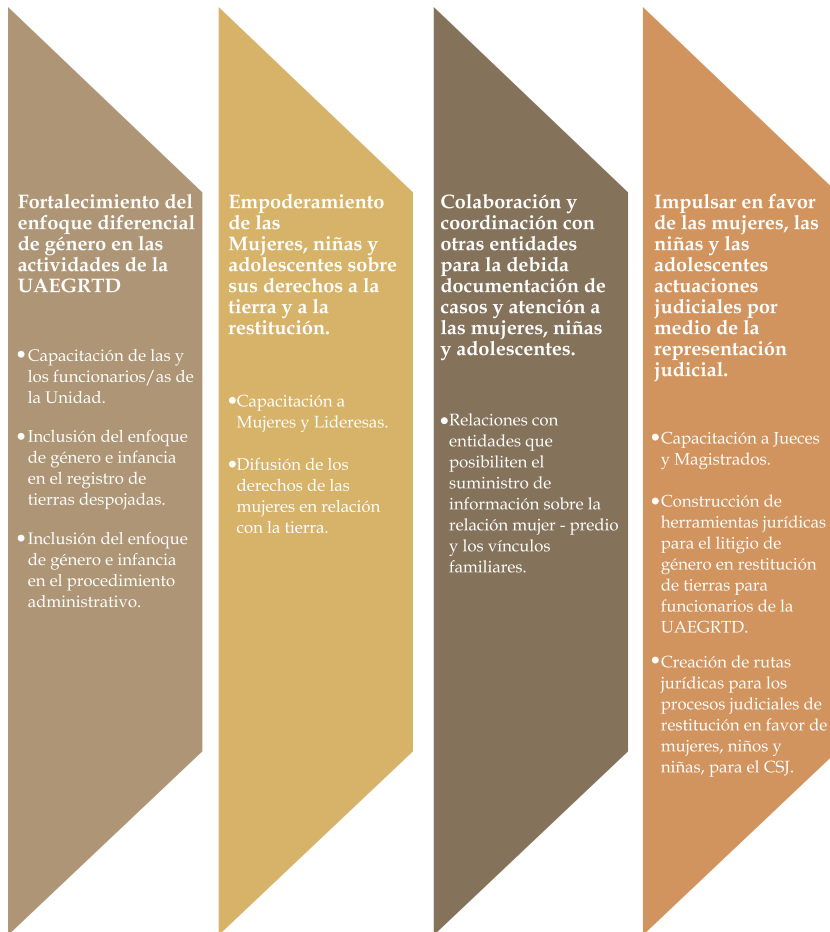 Fortalecimiento del
enfoque diferencial
de género en las
actividades de la
UAEGRTD
•Capacitación de las y
los funcionarios/as de
la Unidad.
•Inclusión del enfoque
de género e infancia
en el registro de
tierras despojadas.
•Inclusión del enfoque
de género e infancia
en el procedimiento
administrativo.
Empoderamiento
de las
Mujeres, niñas y
adolescentes sobre
sus derechos a la
tierra y a la
restitución.
•Capacitación a
Mujeres y Lideresas.
•Difusión de los
derechos de las
mujeres en relación
con la tierra.
Colaboración y
coordinación con
otras entidades
para la debida
documentación de
casos y atención a
las mujeres, niñas
y adolescentes.
•Relaciones con
entidades que
posibiliten el
suministro de
información sobre la
relación mujer - predio
y los vínculos
familiares.
Impulsar en favor
de las mujeres, las
niñas y las
adolescentes
actuaciones
judiciales por
medio de la
representación
judicial.
•Capacitación a Jueces
y Magistrados.
•Construcción de
herramientas jurídicas
para el litigio de
género en restitución
de tierras para
funcionarios de la
UAEGRTD.
•Creación de rutas
jurídicas para los
procesos judiciales de
restitución en favor de
mujeres, niños y
niñas, para el CSJ.